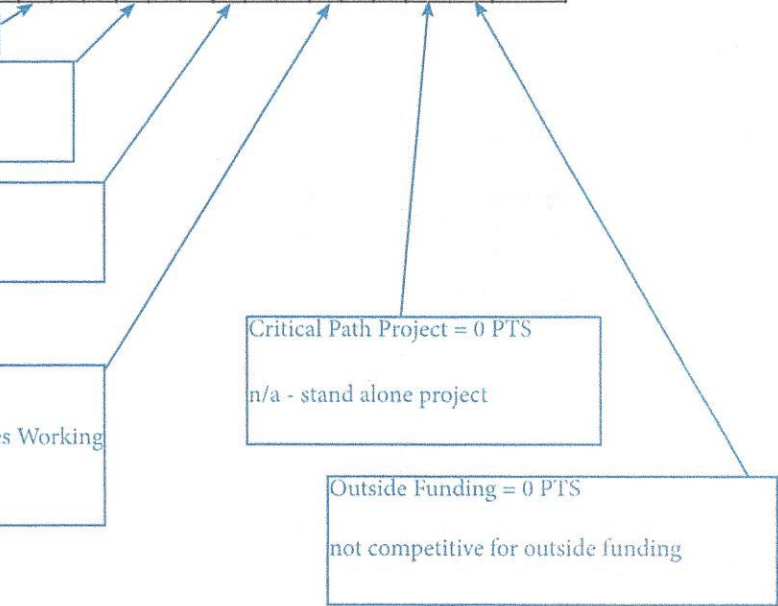 Critical Path Project = 0 PTS
n/a - stand alone project
es Working
Outside Funding = 0 PTS
not competitive for outside funding